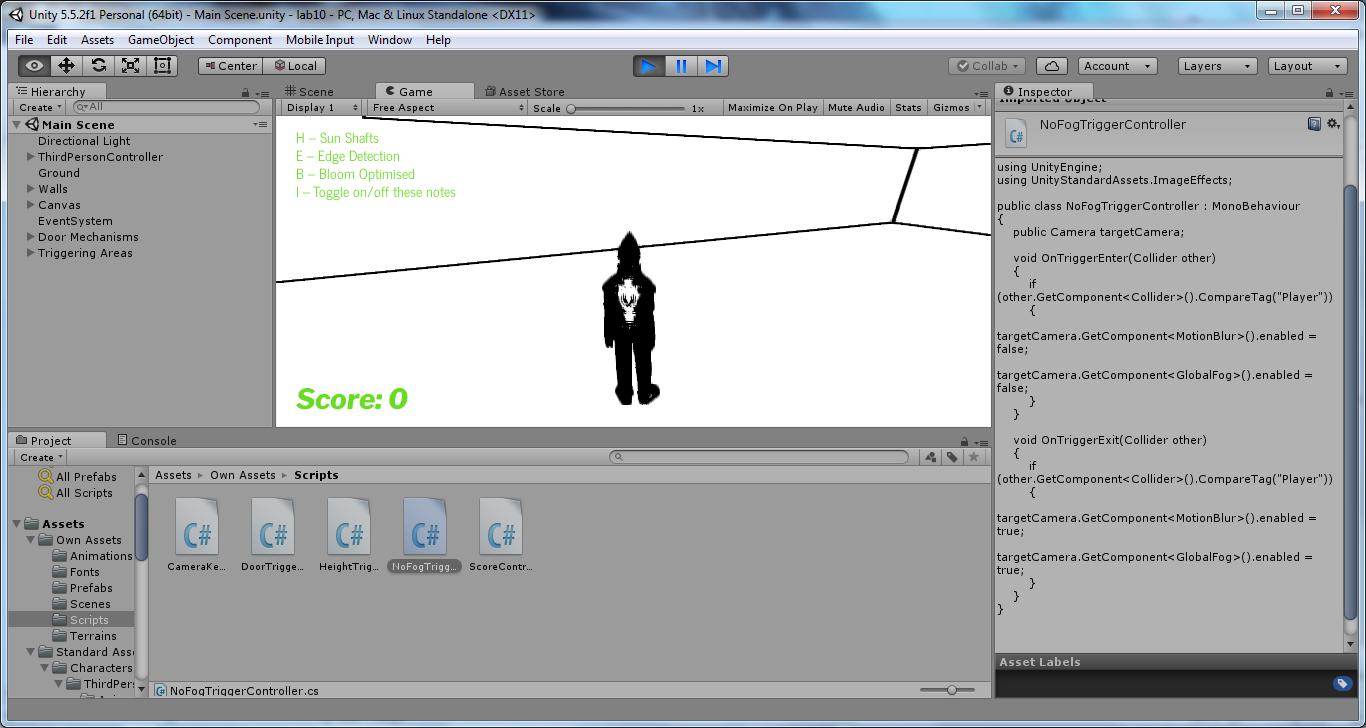 Unity 5.5.2f1 Personal (64bit) - Main Scene.unity - lab10 - PC, Mac & Linux Standalone <DX11>
File Edit Assets GameObject Component Mobile Input Window Help
Center Local Collab Account Layers Layout
Hierarchy
Create All
Main Scene
Directional Light
ThirdPersonController
Ground
Walls
Canvas
EventSystem
Door Mechanisms
Triggering Areas
Scene Game Asset Store
Display 1 Free Aspect Scale 1x Maximize On Play Mute Audio Stats Gizmos
H – Sun Shafts
E – Edge Detection
B – Bloom Optimised
I – Toggle on/off these notes
Score: 0
Inspector
Imported Object
C# NoFogTriggerController
using UnityEngine;
using UnityStandardAssets.ImageEffects;
public class NoFogTriggerController : MonoBehaviour
{
public Camera targetCamera;
void OnTriggerEnter(Collider other)
{
if
(other.GetComponent<Collider>().CompareTag("Player"))
{
targetCamera.GetComponent<MotionBlur>().enabled =
false;
targetCamera.GetComponent<GlobalFog>().enabled =
false;
}
}
void OnTriggerExit(Collider other)
{
if
(other.GetComponent<Collider>().CompareTag("Player"))
{
targetCamera.GetComponent<MotionBlur>().enabled =
true;
targetCamera.GetComponent<GlobalFog>().enabled =
true;
}
}
}
Asset Labels
Project Console
Create
All Prefabs
All Scripts
Assets
Own Assets
Animations
Fonts
Prefabs
Scenes
Scripts
Terrains
Standard Asse
Characters
ThirdPers
Assets Own Assets Scripts
C# C# C# C# C#
CameraKe... DoorTrigge... HeightTrig... NoFogTrigg... ScoreContr...
NoFogTriggerController.cs